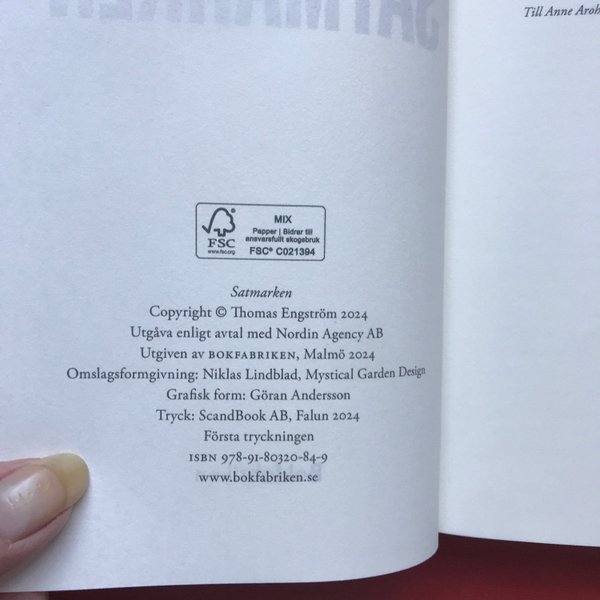 SATMARKEN
Till Anne Aroh
FSC
www.fsc.org
MIX
Papper | Bidrar till
ansvarsfullt skogsbruk
FSC® C021394
Satmarken
Copyright © Thomas Engström 2024
Utgåva enligt avtal med Nordin Agency AB
Utgiven av BOKFABRIKEN, Malmö 2024
Omslagsformgivning: Niklas Lindblad, Mystical Garden Design
Grafisk form: Göran Andersson
Tryck: ScandBook AB, Falun 2024
Första tryckningen
ISBN 978-91-80320-84-9
www.bokfabriken.se